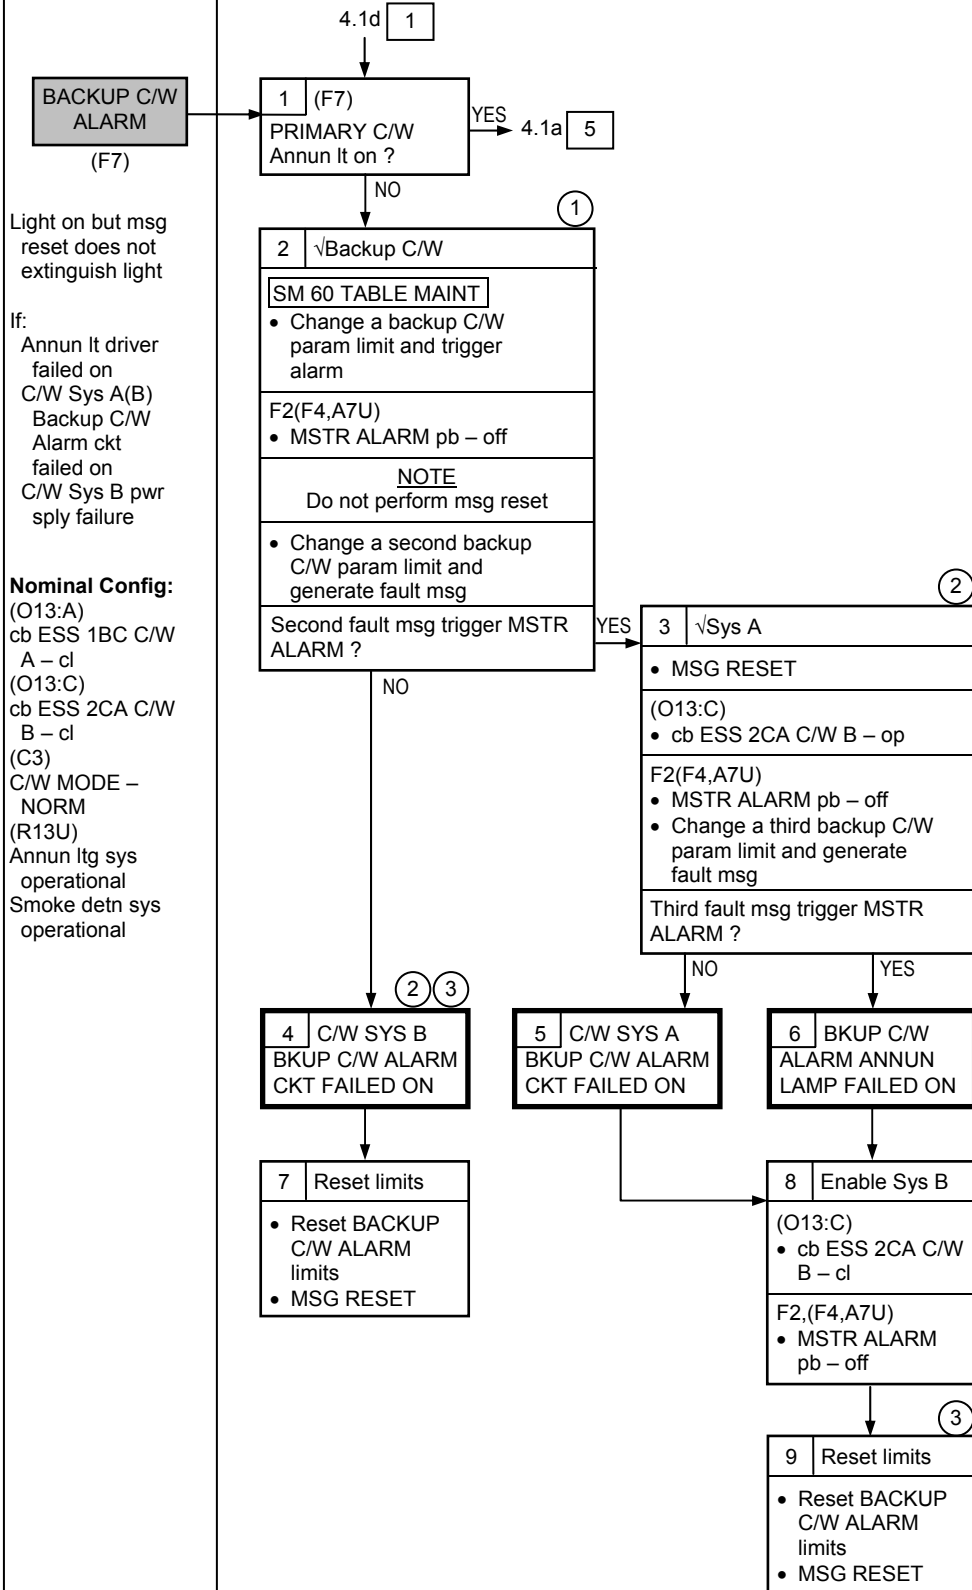 4.1d 1
BACKUP C/W
ALARM
(F7)
Light on but msg
reset does not
extinguish light
If:
Annun lt driver
failed on
C/W Sys A(B)
Backup C/W
Alarm ckt
failed on
C/W Sys B pwr
sply failure
Nominal Config:
(O13:A)
cb ESS 1BC C/W
A – cl
(O13:C)
cb ESS 2CA C/W
B – cl
(C3)
C/W MODE –
NORM
(R13U)
Annun ltg sys
operational
Smoke detn sys
operational
1 (F7)
PRIMARY C/W
Annun lt on ?
YES
4.1a 5
NO
1
2 √Backup C/W
SM 60 TABLE MAINT
• Change a backup C/W
param limit and trigger
alarm
F2(F4,A7U)
• MSTR ALARM pb – off
NOTE
Do not perform msg reset
• Change a second backup
C/W param limit and
generate fault msg
Second fault msg trigger MSTR
ALARM ?
YES
NO
2
3 √Sys A
• MSG RESET
(O13:C)
• cb ESS 2CA C/W B – op
F2(F4,A7U)
• MSTR ALARM pb – off
• Change a third backup C/W
param limit and generate
fault msg
Third fault msg trigger MSTR
ALARM ?
NO
YES
2 3
4 C/W SYS B
BKUP C/W ALARM
CKT FAILED ON
5 C/W SYS A
BKUP C/W ALARM
CKT FAILED ON
6 BKUP C/W
ALARM ANNUN
LAMP FAILED ON
7 Reset limits
• Reset BACKUP
C/W ALARM
limits
• MSG RESET
8 Enable Sys B
(O13:C)
• cb ESS 2CA C/W
B – cl
F2,(F4,A7U)
• MSTR ALARM
pb – off
3
9 Reset limits
• Reset BACKUP
C/W ALARM
limits
• MSG RESET